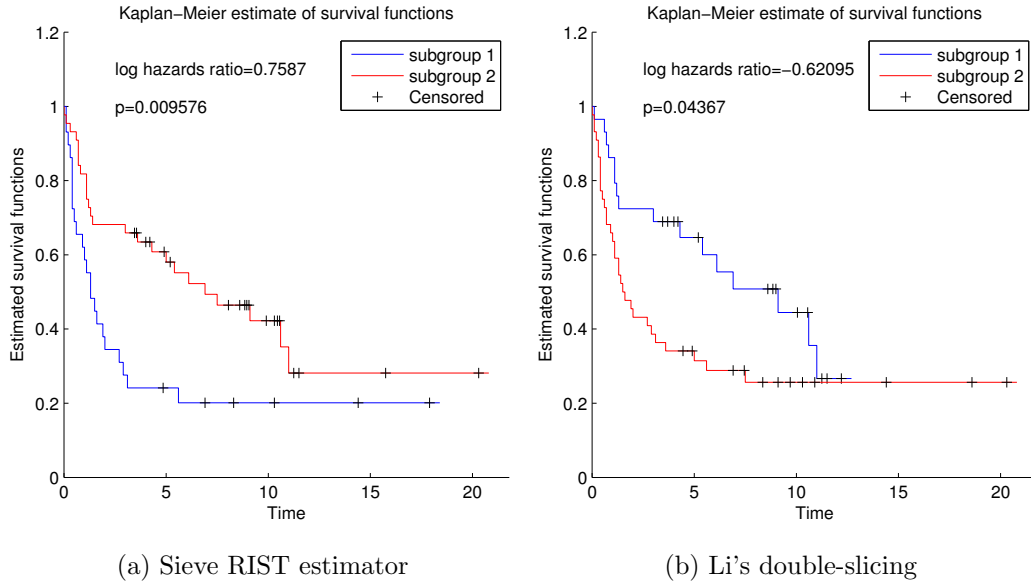 Kaplan−Meier estimate of survival functions
1.2
1
0.8
0.6
0.4
0.2
0
Estimated survival functions
log hazards ratio=0.7587
p=0.009576
subgroup 1
subgroup 2
Censored
0 5 10 15 20
Time
(a) Sieve RIST estimator
Kaplan−Meier estimate of survival functions
1.2
1
0.8
0.6
0.4
0.2
0
Estimated survival functions
log hazards ratio=−0.62095
p=0.04367
subgroup 1
subgroup 2
Censored
0 5 10 15 20
Time
(b) Li's double-slicing